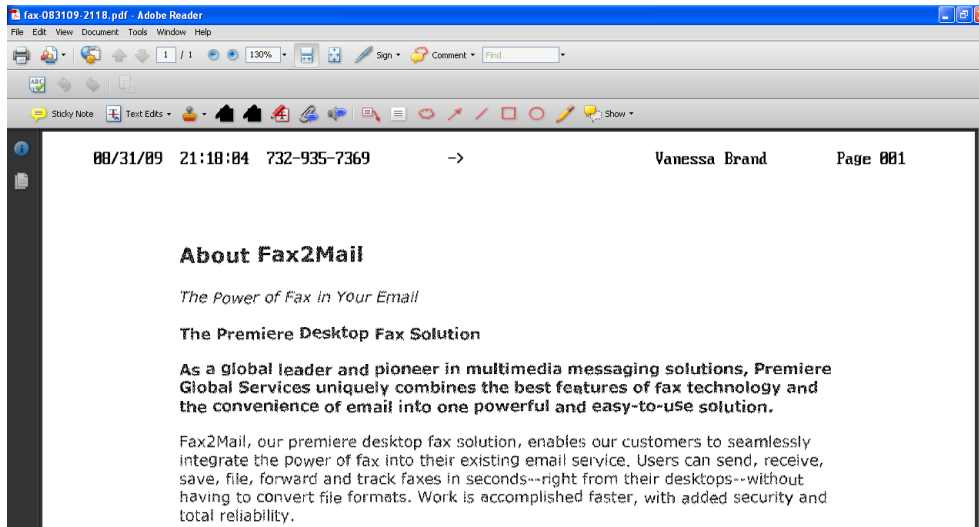 fax-083109-2118.pdf - Adobe Reader
File Edit View Document Tools Window Help
1 / 1 130% Sign Comment Find
ABC
Sticky Note Text Edits Show
08/31/09 21:18:04 732-935-7369 -> Vanessa Brand Page 001
About Fax2Mail
The Power of Fax in Your Email
The Premiere Desktop Fax Solution
As a global leader and pioneer in multimedia messaging solutions, Premiere
Global Services uniquely combines the best features of fax technology and
the convenience of email into one powerful and easy-to-use solution.
Fax2Mail, our premiere desktop fax solution, enables our customers to seamlessly
integrate the power of fax into their existing email service. Users can send, receive,
save, file, forward and track faxes in seconds--right from their desktops--without
having to convert file formats. Work is accomplished faster, with added security and
total reliability.